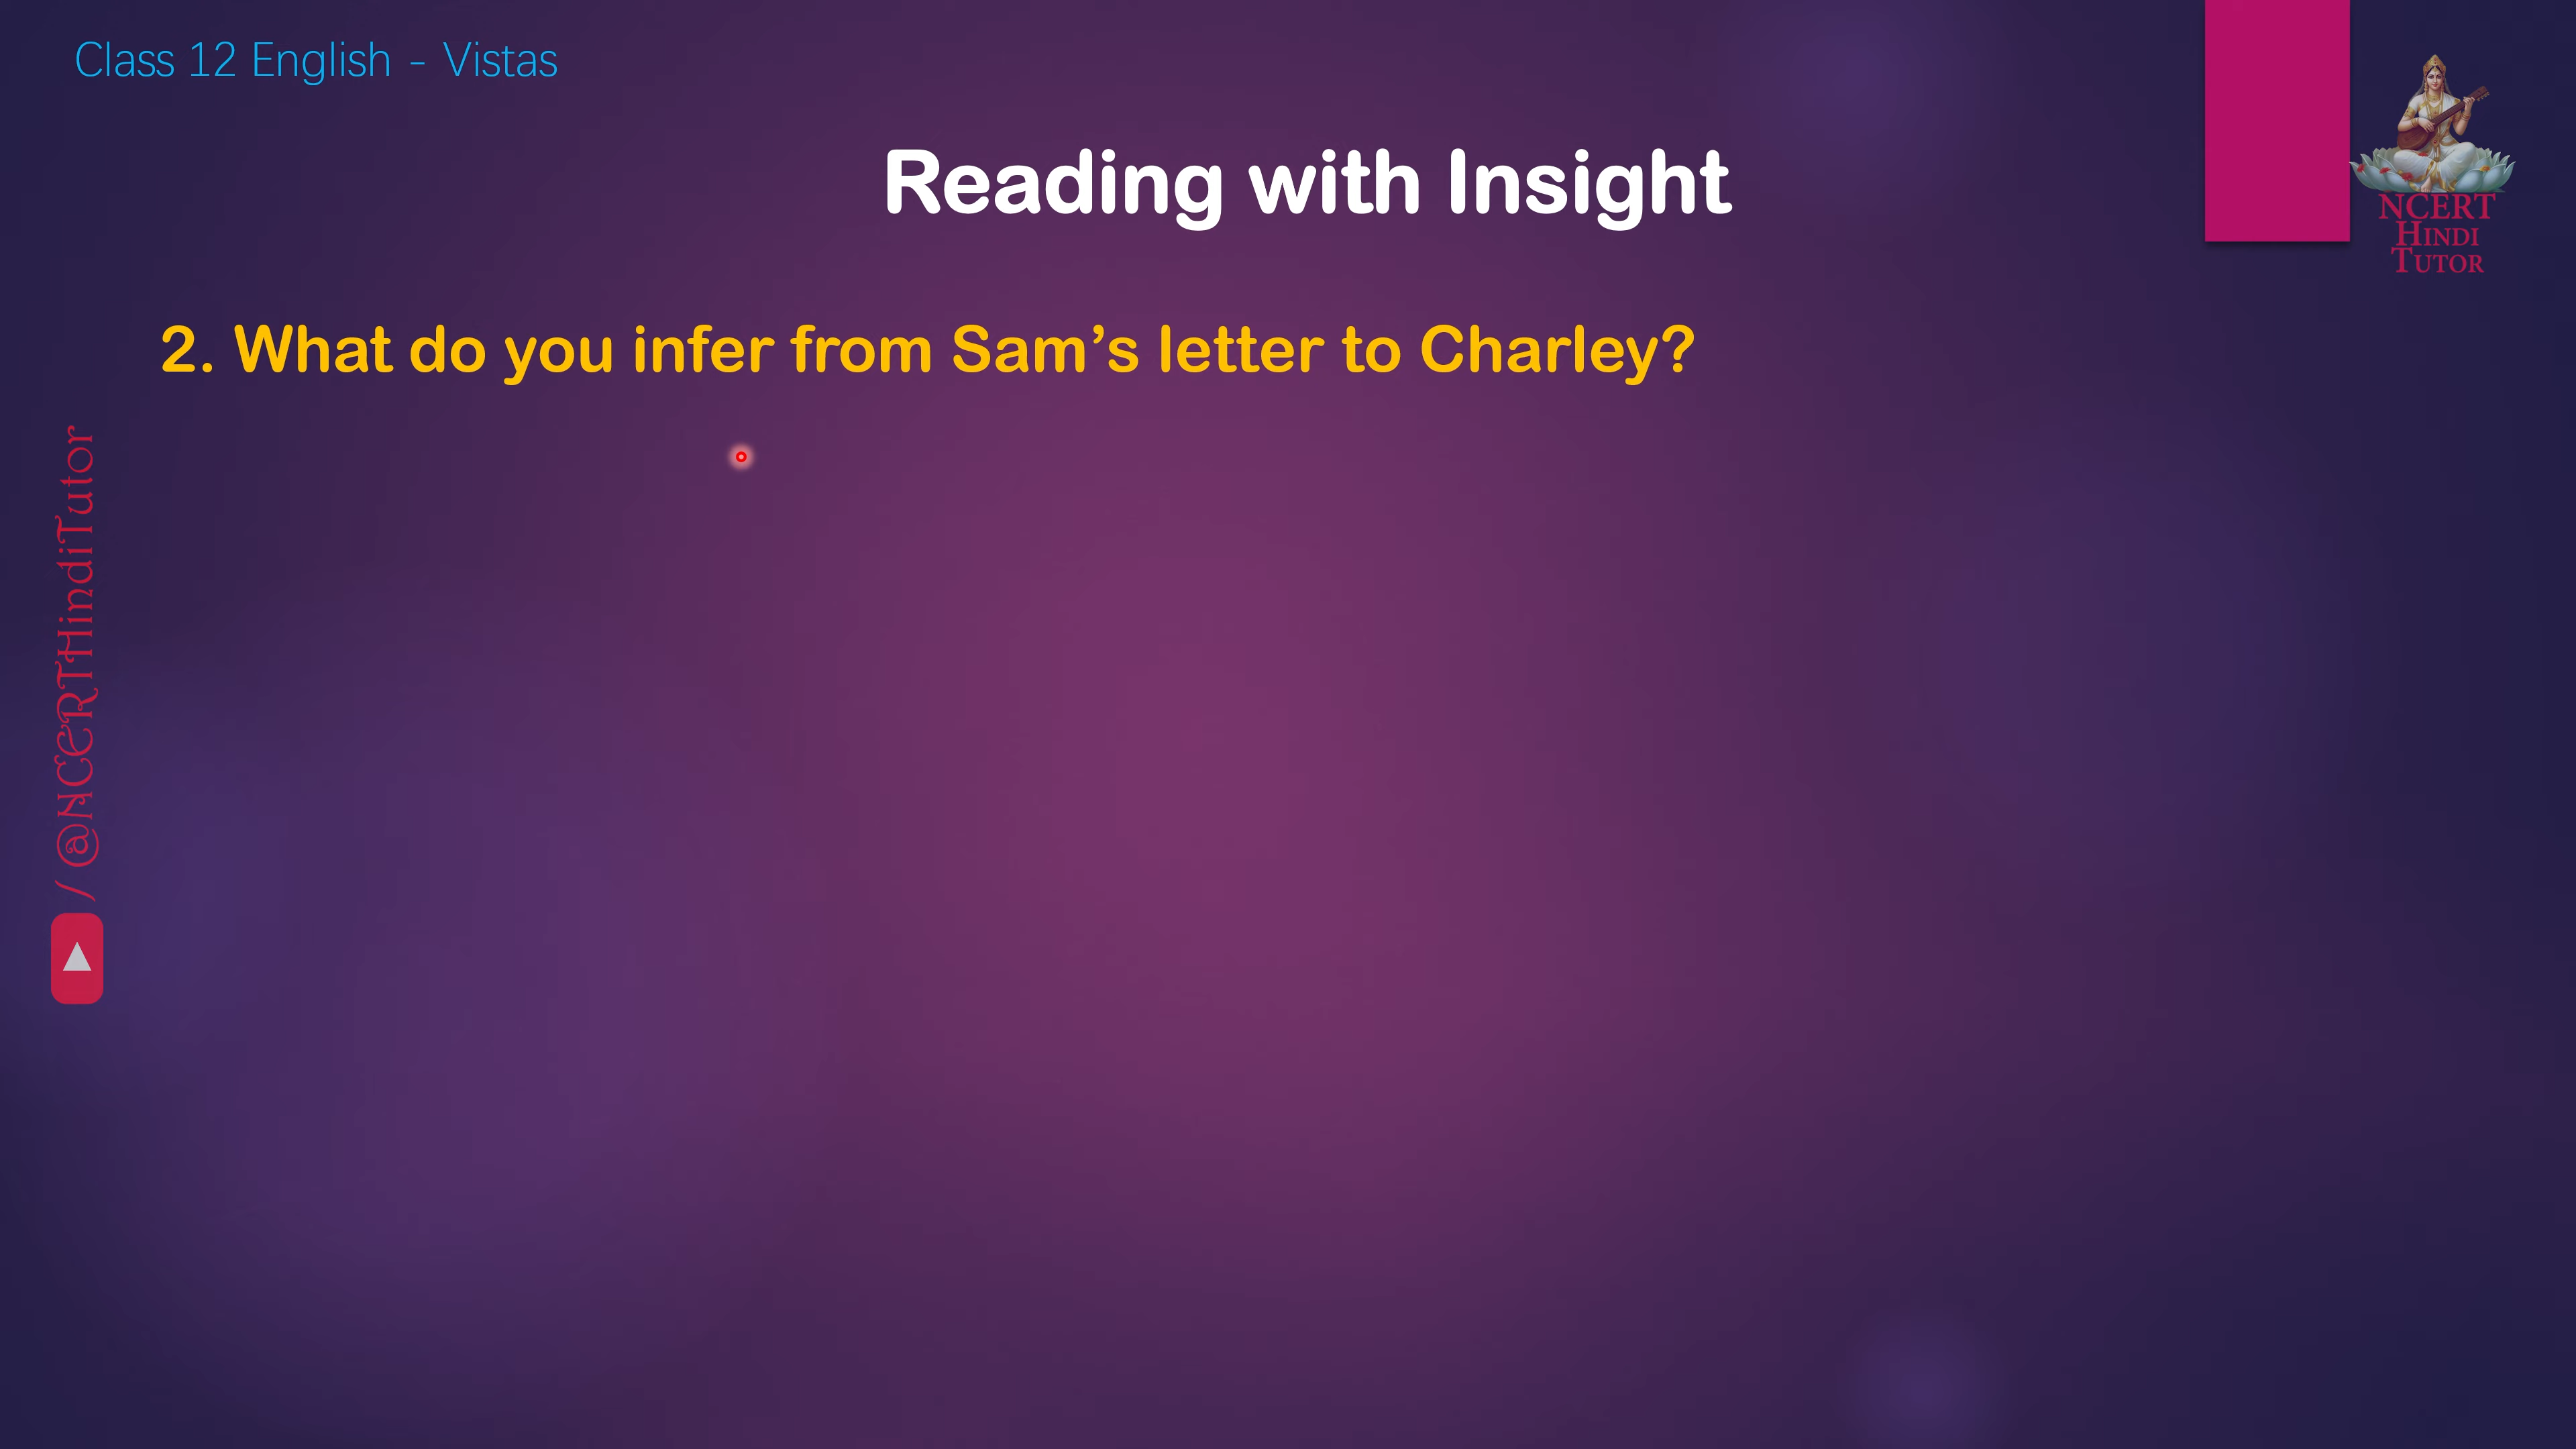 Class 12 English - Vistas
Reading with Insight
NCERT
HINDI
TUTOR
2. What do you infer from Sam’s letter to Charley?
/ @NCERTHindiTutor